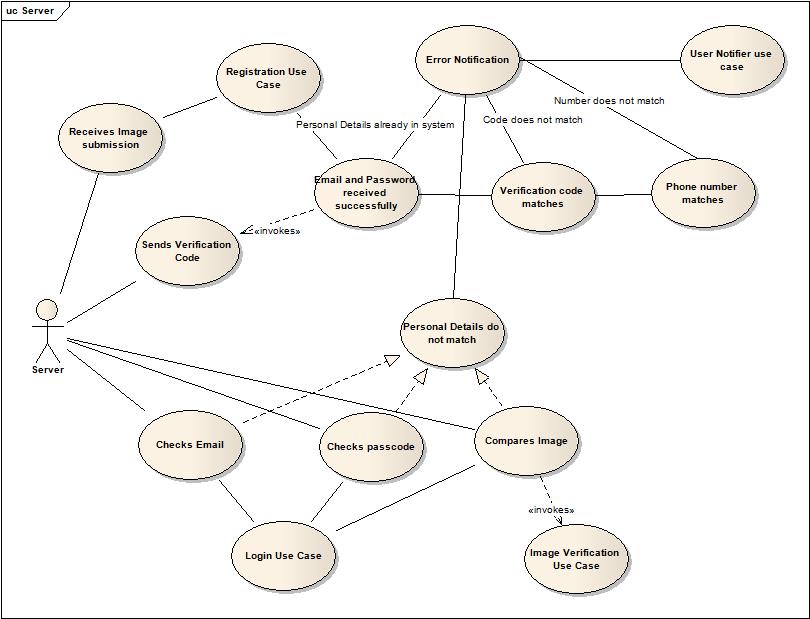 uc Server
Registration Use
Case
Error Notification
User Notifier use
case
Receives Image
submission
Personal Details already in system
Code does not match
Number does not match
Email and Password
received
successfully
Verification code
matches
Phone number
matches
Sends Verification
Code
«invokes»
Server
Personal Details do
not match
Checks Email
Checks passcode
Compares Image
«invokes»
Login Use Case
Image Verification
Use Case